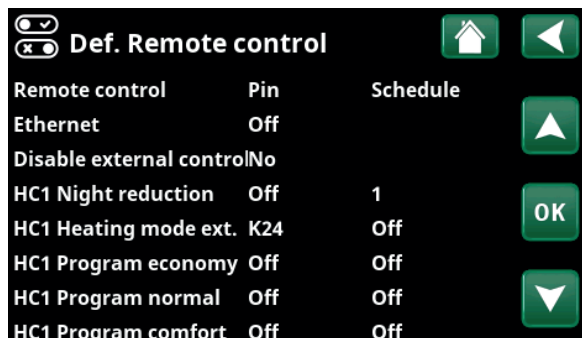 Def. Remote control
Remote control Pin Schedule
Ethernet Off
Disable external control No
HC1 Night reduction Off 1
HC1 Heating mode ext. K24 Off
HC1 Program economy Off Off
HC1 Program normal Off Off
HC1 Program comfort Off Off
OK